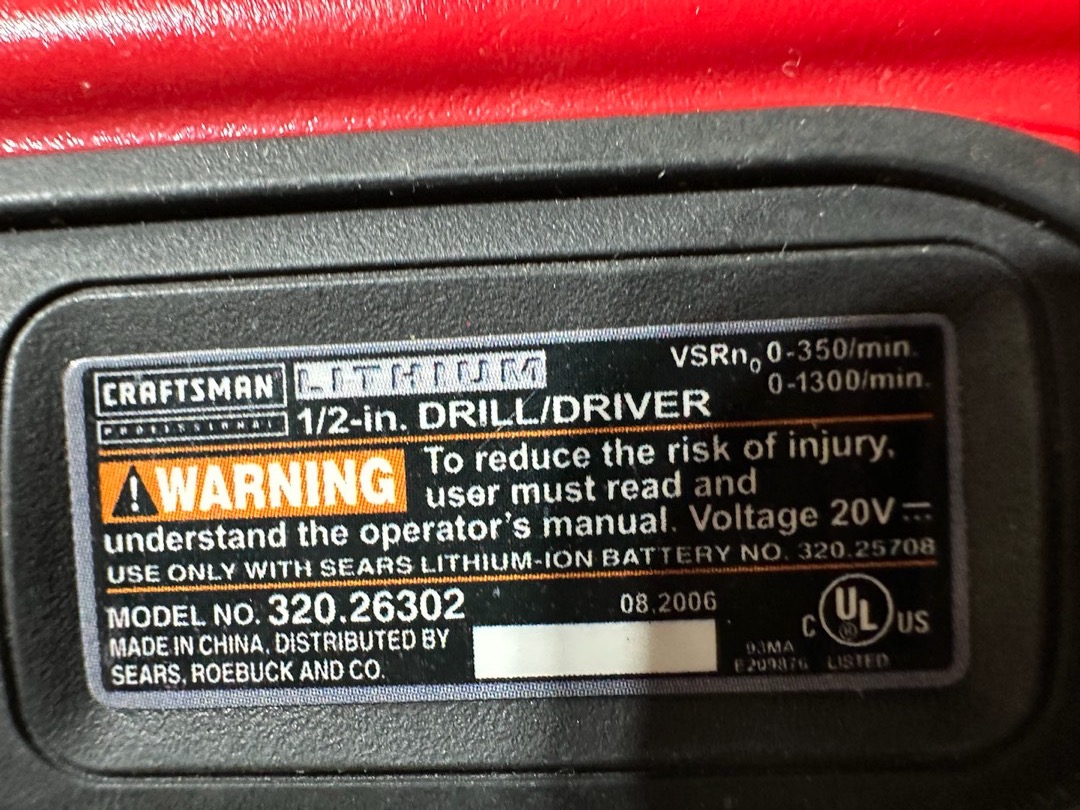 CRAFTSMAN LITHIUM VSRn₀ 0-350/min.
PROFESSIONAL 1/2-in. DRILL/DRIVER 0-1300/min.
⚠WARNING To reduce the risk of injury,
user must read and
understand the operator's manual. Voltage 20V ⎓
USE ONLY WITH SEARS LITHIUM-ION BATTERY NO. 320.25708
MODEL NO. 320.26302 08.2006
MADE IN CHINA, DISTRIBUTED BY
SEARS, ROEBUCK AND CO.
C UL ® US
93MA
E209876 LISTED